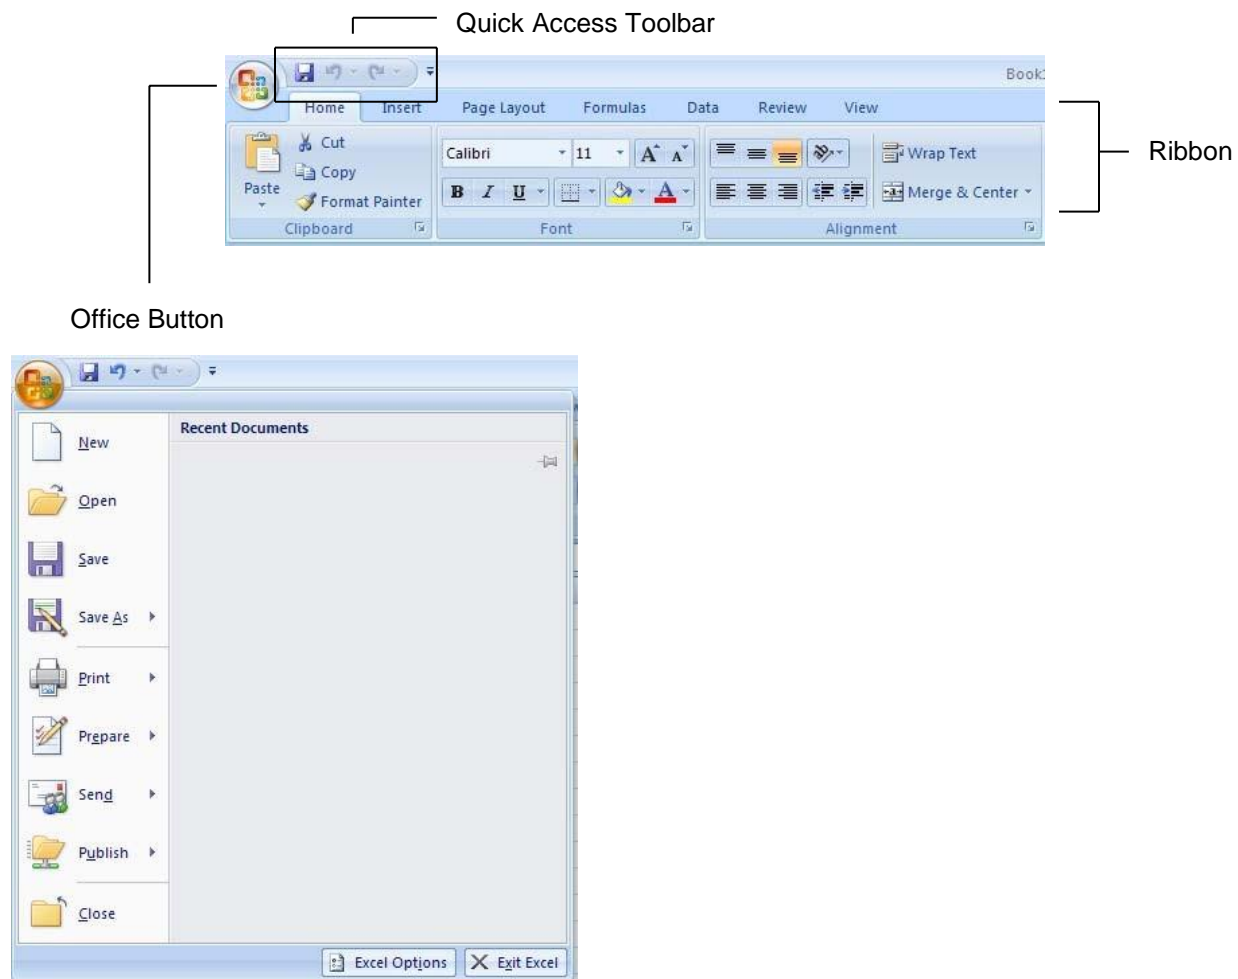 Quick Access Toolbar
Book1
Home Insert Page Layout Formulas Data Review View
Ribbon
Cut
Calibri 11 A A Wrap Text
Copy
Paste
B I U A Merge & Center
Format Painter
Clipboard Font Alignment
Office Button
Recent Documents
New
Open
Save
Save As
Print
Prepare
Send
Publish
Close
Excel Options Exit Excel